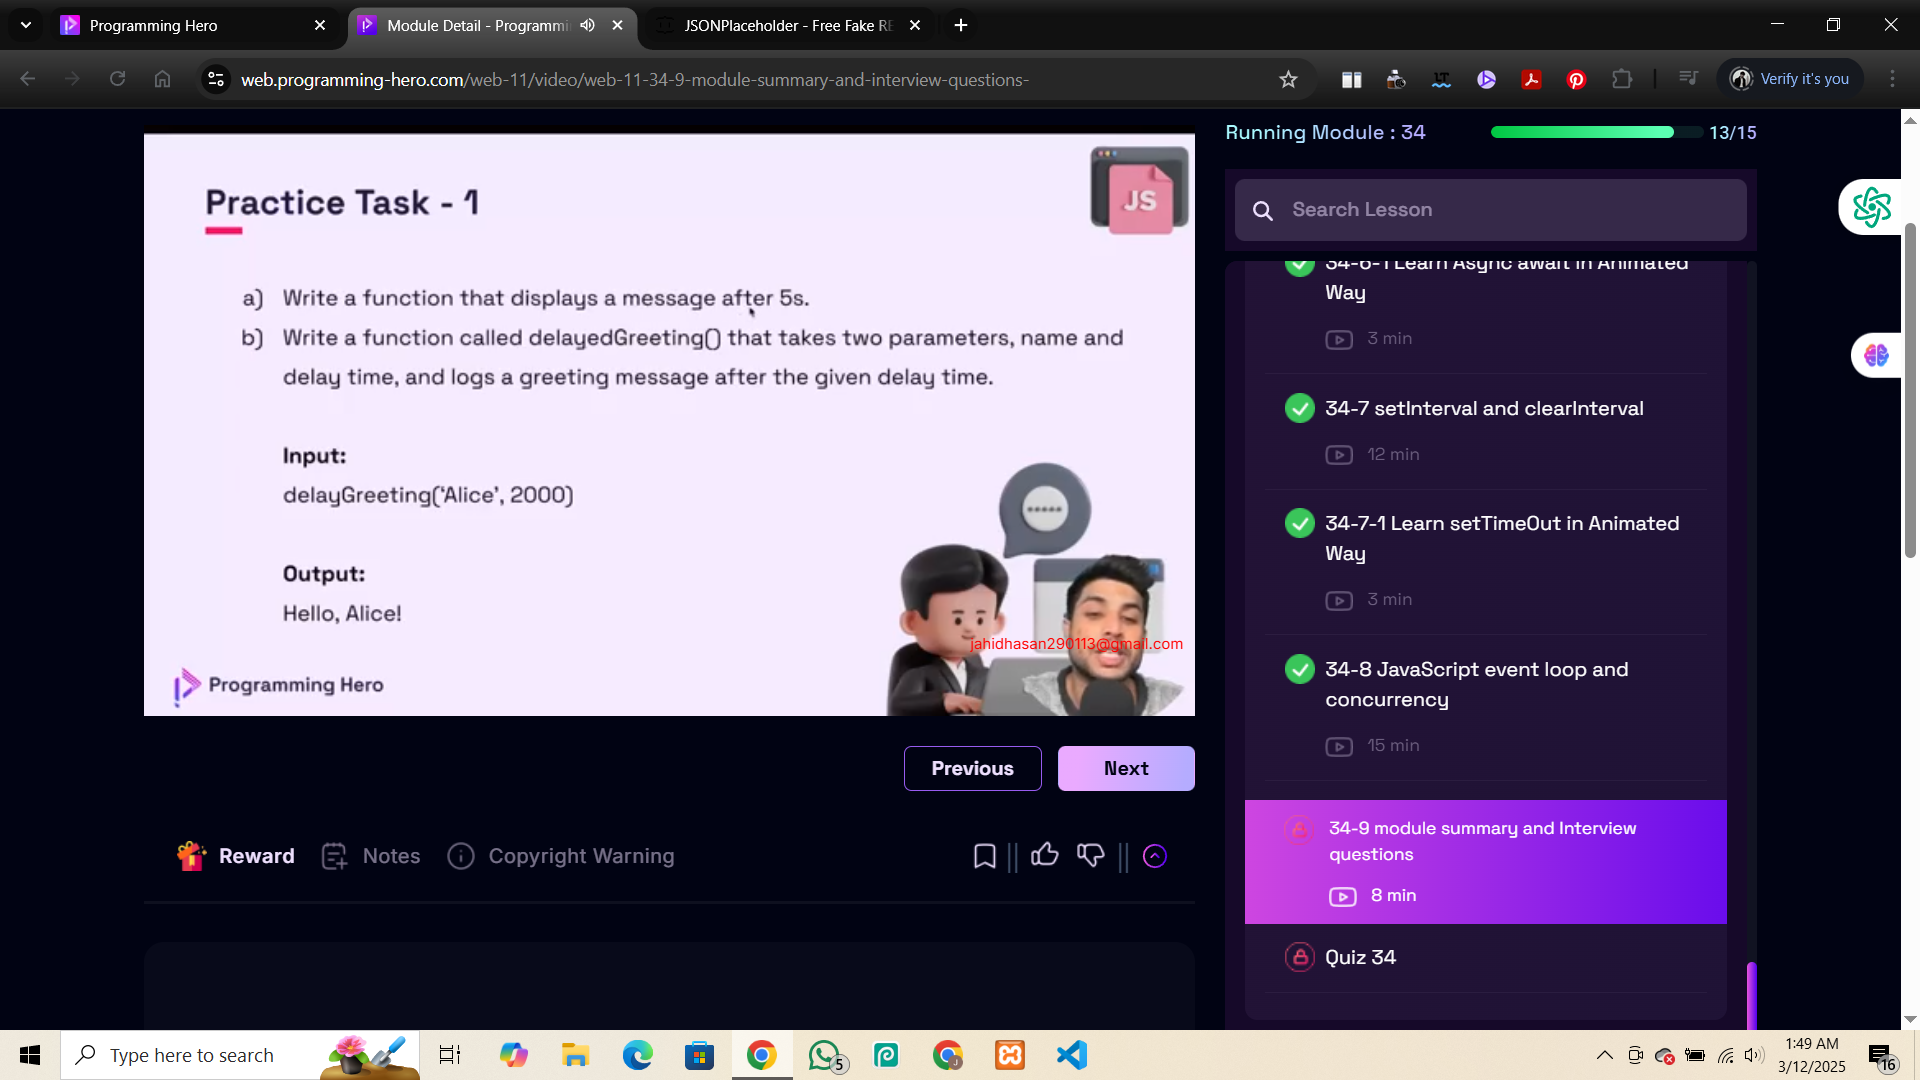 Programming Hero
Module Detail - Programmi
JSONPlaceholder - Free Fake RE
web.programming-hero.com/web-11/video/web-11-34-9-module-summary-and-interview-questions-
Verify it's you
Practice Task - 1
JS
a) Write a function that displays a message after 5s.
b) Write a function called delayedGreeting() that takes two parameters, name and
delay time, and logs a greeting message after the given delay time.
Input:
delayGreeting(‘Alice’, 2000)
Output:
Hello, Alice!
jahidhasan290113@gmail.com
Programming Hero
Previous
Next
Reward
Notes
Copyright Warning
Running Module : 34
13/15
Search Lesson
34-6-1 Learn Async await in Animated
Way
3 min
34-7 setInterval and clearInterval
12 min
34-7-1 Learn setTimeOut in Animated
Way
3 min
34-8 JavaScript event loop and
concurrency
15 min
34-9 module summary and Interview
questions
8 min
Quiz 34
Type here to search
5
1:49 AM
3/12/2025
16